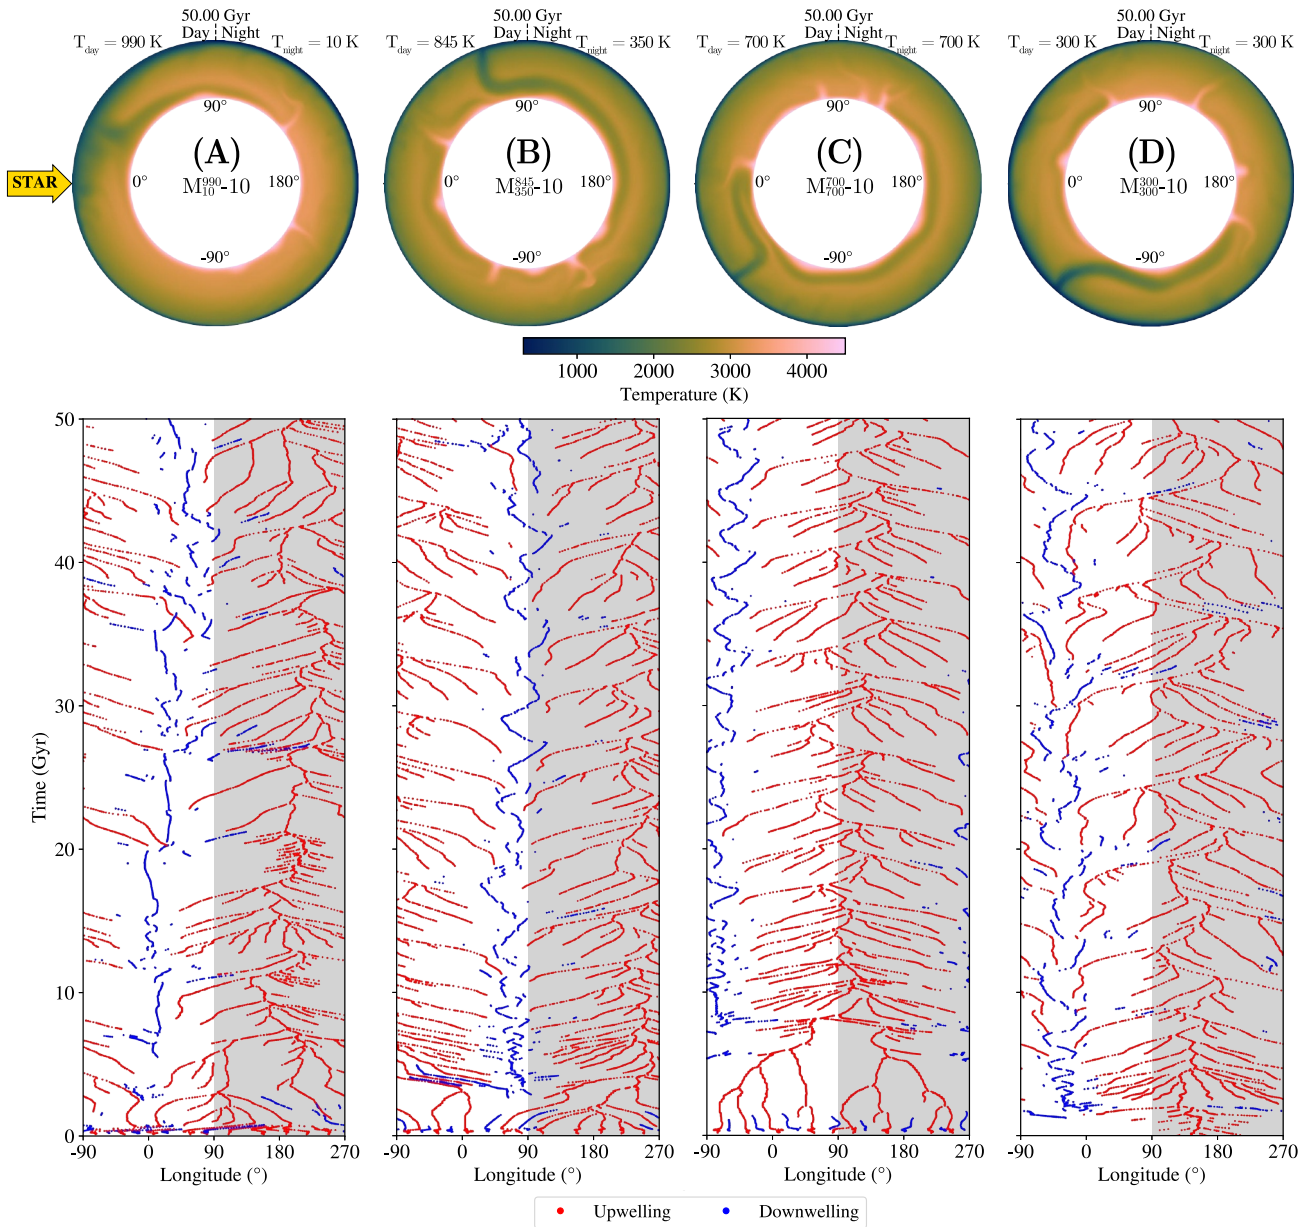 50.00 Gyr 50.00 Gyr 50.00 Gyr 50.00 Gyr
Day Night Day Night Day Night Day Night
T_day = 990 K T_night = 10 K T_day = 845 K T_night = 350 K T_day = 700 K T_night = 700 K T_day = 300 K T_night = 300 K
90° 90° 90° 90°
(A) (B) (C) (D)
STAR 0° M^990_10-10 180° 0° M^845_350-10 180° 0° M^700_700-10 180° 0° M^300_300-10 180°
-90° -90° -90° -90°
1000 2000 3000 4000
Temperature (K)
50
40
30
Time (Gyr)
20
10
0
-90 0 90 180 270 -90 0 90 180 270 -90 0 90 180 270 -90 0 90 180 270
Longitude (°) Longitude (°) Longitude (°) Longitude (°)
Upwelling Downwelling